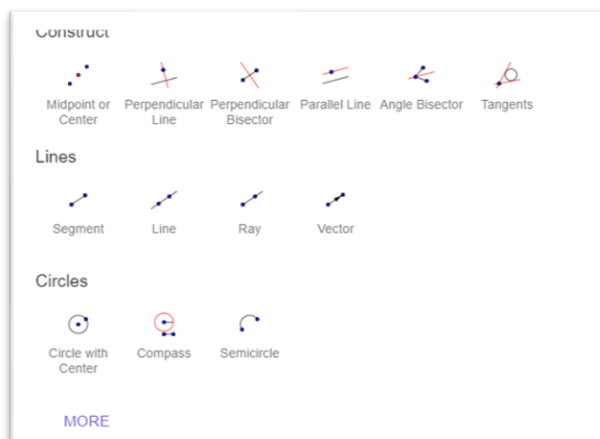 Construct
Midpoint or Center
Perpendicular Line
Perpendicular Bisector
Parallel Line
Angle Bisector
Tangents
Lines
Segment
Line
Ray
Vector
Circles
Circle with Center
Compass
Semicircle
MORE